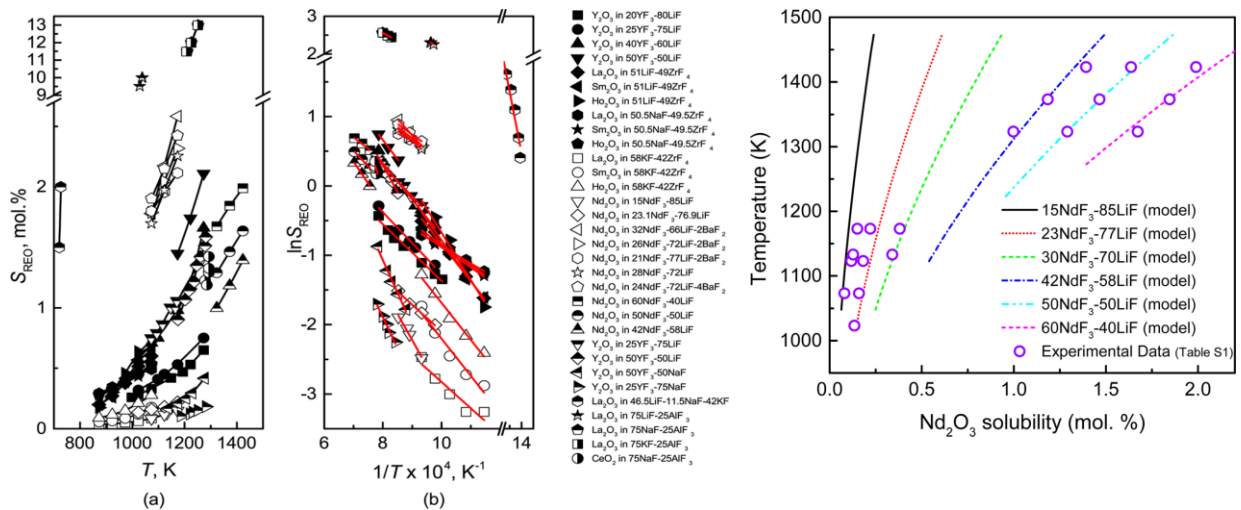 13
12
11
10
9
2
1
0
S_REO, mol.%
800 1000 1200 1400
T, K
(a)
3
2
1
0
-1
-2
-3
lnS_REO
6 8 10 14
1/T x 10⁴, K⁻¹
(b)
Y₂O₃ in 20YF₃-80LiF
Y₂O₃ in 25YF₃-75LiF
Y₂O₃ in 40YF₃-60LiF
Y₂O₃ in 50YF₃-50LiF
La₂O₃ in 51LiF-49ZrF₄
Sm₂O₃ in 51LiF-49ZrF₄
Ho₂O₃ in 51LiF-49ZrF₄
La₂O₃ in 50.5NaF-49.5ZrF₄
Sm₂O₃ in 50.5NaF-49.5ZrF₄
Ho₂O₃ in 50.5NaF-49.5ZrF₄
La₂O₃ in 58KF-42ZrF₄
Sm₂O₃ in 58KF-42ZrF₄
Ho₂O₃ in 58KF-42ZrF₄
Nd₂O₃ in 15NdF₃-85LiF
Nd₂O₃ in 23.1NdF₃-76.9LiF
Nd₂O₃ in 32NdF₃-66LiF-2BaF₂
Nd₂O₃ in 26NdF₃-72LiF-2BaF₂
Nd₂O₃ in 21NdF₃-77LiF-2BaF₂
Nd₂O₃ in 28NdF₃-72LiF
Nd₂O₃ in 24NdF₃-72LiF-4BaF₂
Nd₂O₃ in 60NdF₃-40LiF
Nd₂O₃ in 50NdF₃-50LiF
Nd₂O₃ in 42NdF₃-58LiF
Y₂O₃ in 25YF₃-75LiF
Y₂O₃ in 50YF₃-50LiF
Y₂O₃ in 50YF₃-50NaF
Y₂O₃ in 25YF₃-75NaF
La₂O₃ in 46.5LiF-11.5NaF-42KF
La₂O₃ in 75LiF-25AlF₃
La₂O₃ in 75NaF-25AlF₃
La₂O₃ in 75KF-25AlF₃
CeO₂ in 75NaF-25AlF₃
1500
1400
1300
1200
1100
1000
Temperature (K)
15NdF₃-85LiF (model)
23NdF₃-77LiF (model)
30NdF₃-70LiF (model)
42NdF₃-58LiF (model)
50NdF₃-50LiF (model)
60NdF₃-40LiF (model)
Experimental Data (Table S1)
0.0 0.5 1.0 1.5 2.0
Nd₂O₃ solubility (mol. %)